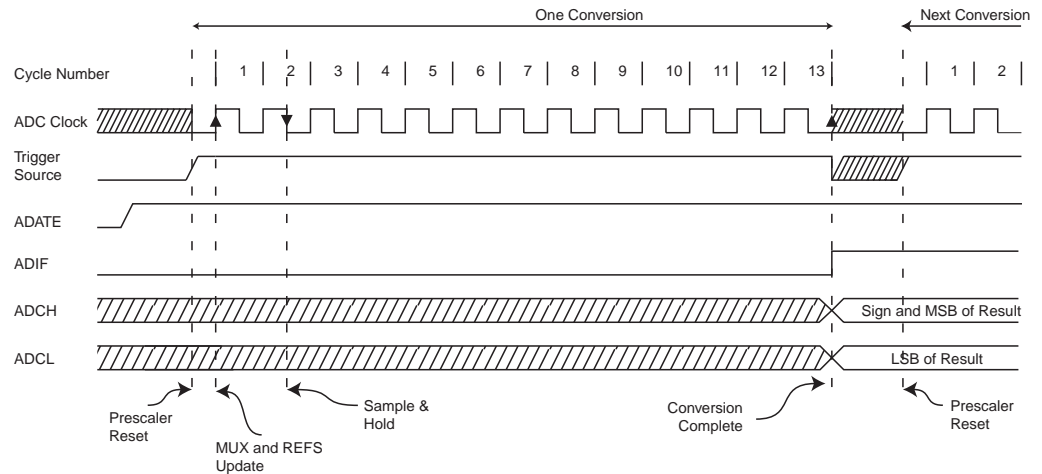 One Conversion
Next Conversion
Cycle Number
1 2 3 4 5 6 7 8 9 10 11 12 13 1 2
ADC Clock
Trigger
Source
ADATE
ADIF
ADCH
Sign and MSB of Result
ADCL
LSB of Result
Prescaler
Reset
MUX and REFS
Update
Sample &
Hold
Conversion
Complete
Prescaler
Reset